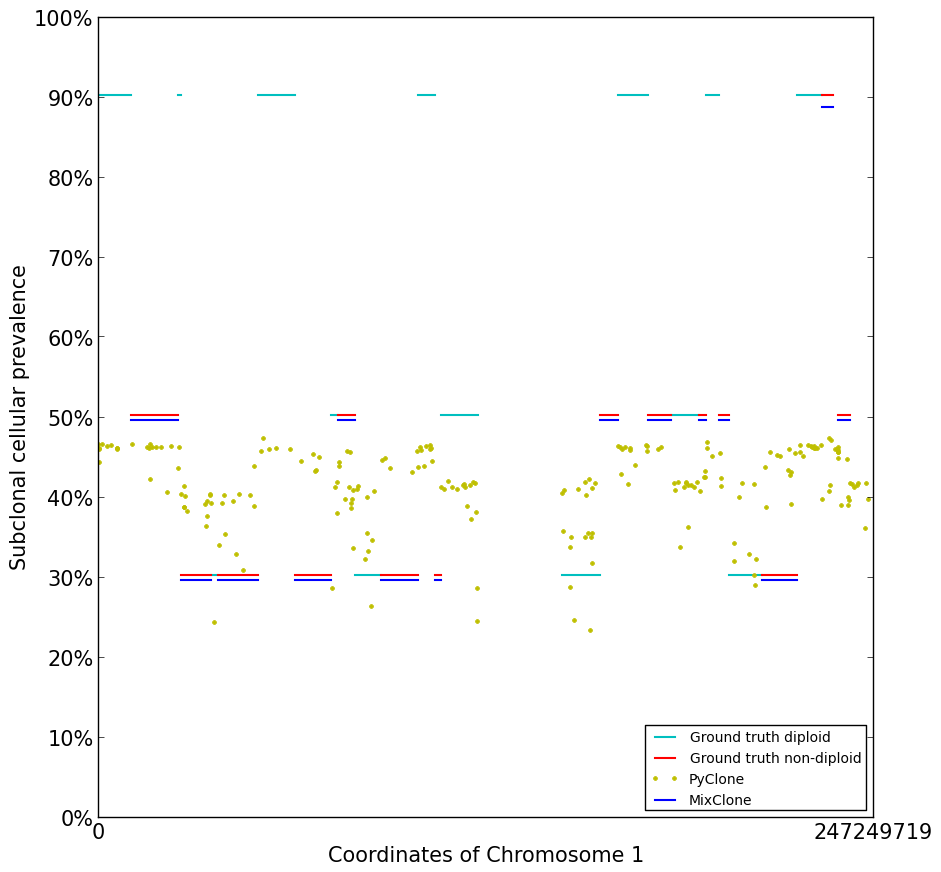 100%
90%
80%
70%
60%
50%
40%
30%
20%
10%
0%
Subclonal cellular prevalence
Ground truth diploid
Ground truth non-diploid
PyClone
MixClone
0
247249719
Coordinates of Chromosome 1